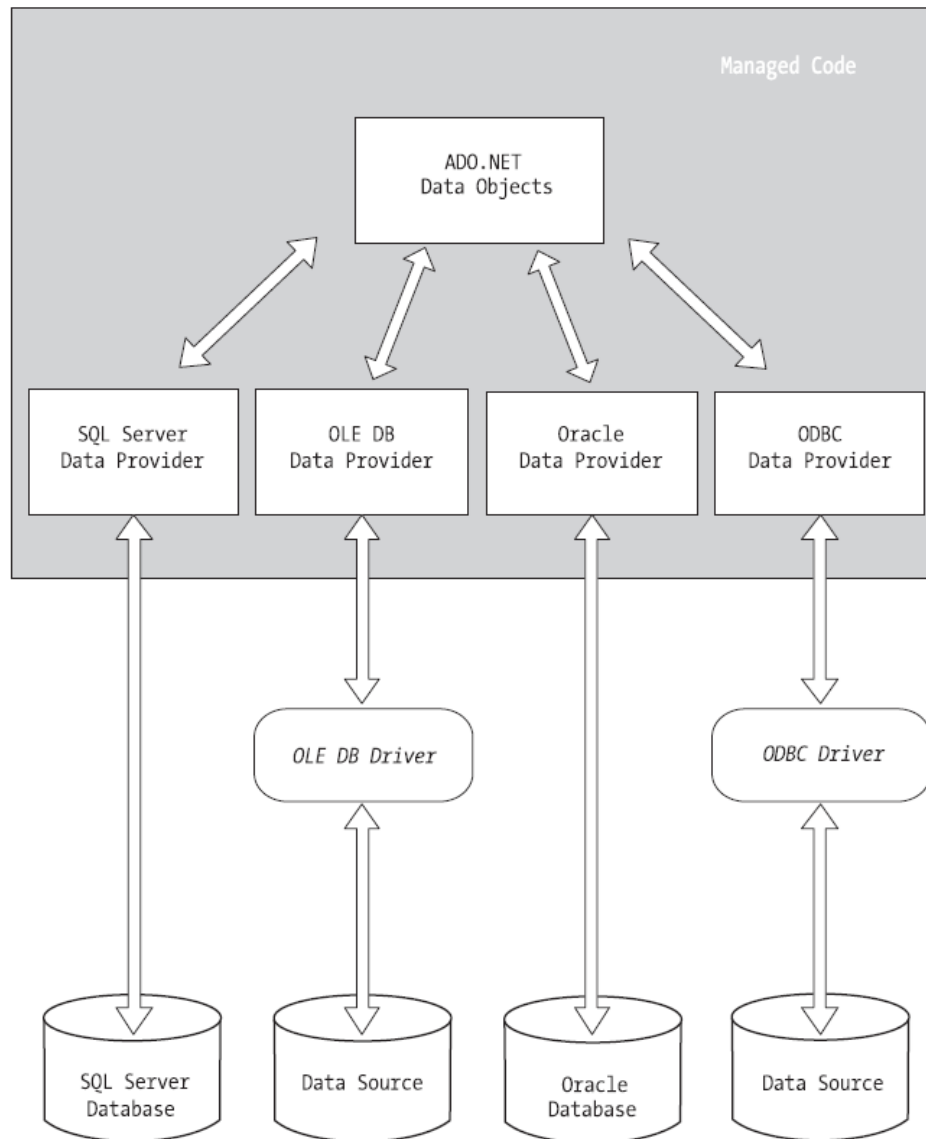 Managed Code
ADO.NET
Data Objects
SQL Server
Data Provider
OLE DB
Data Provider
Oracle
Data Provider
ODBC
Data Provider
OLE DB Driver
ODBC Driver
SQL Server
Database
Data Source
Oracle
Database
Data Source